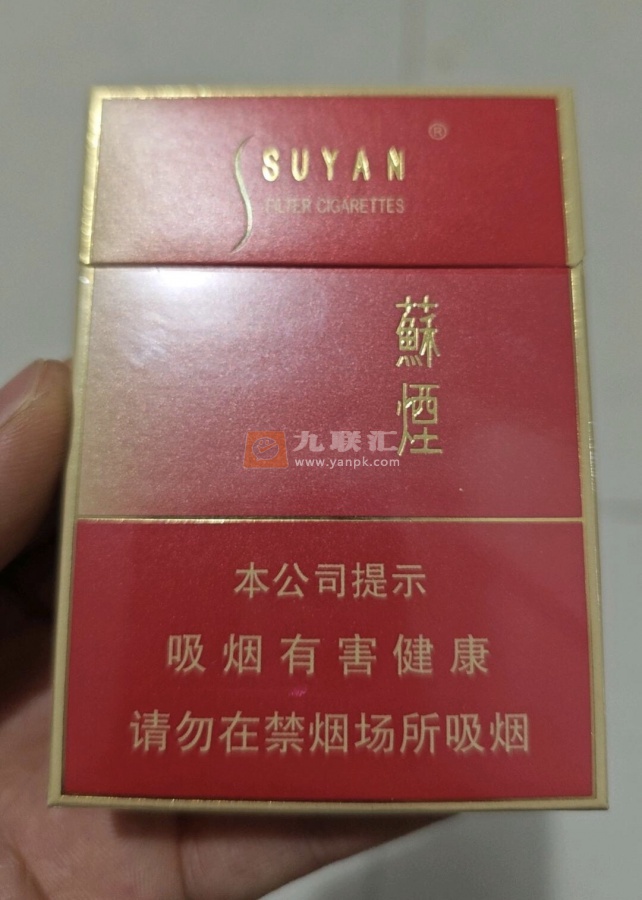 SUYAN ®
FILTER CIGARETTES
蘇煙
九联汇
www.yanpk.com
本公司提示
吸烟有害健康
请勿在禁烟场所吸烟